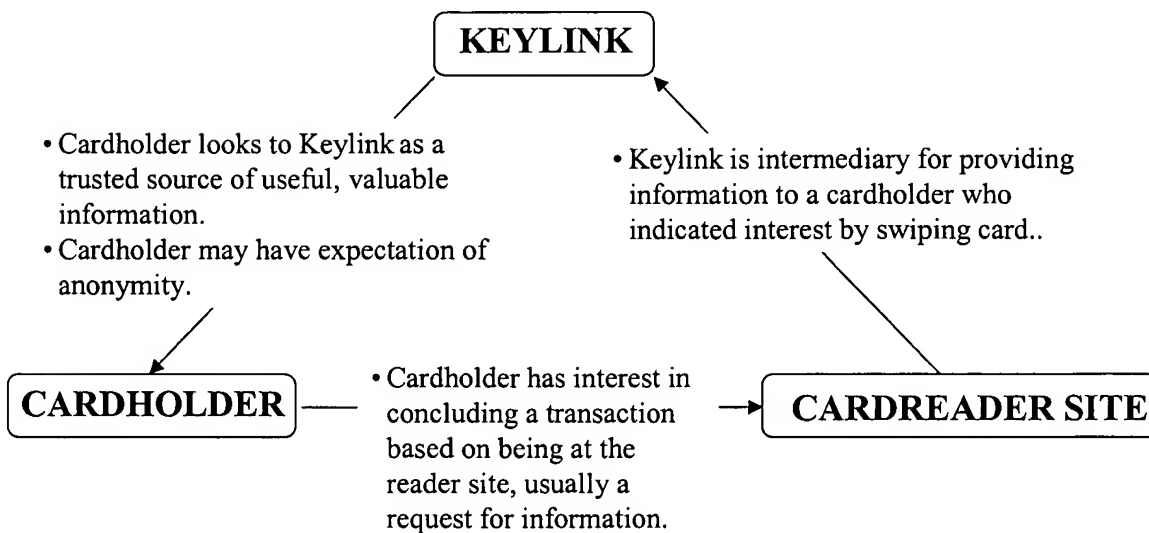 KEYLINK
• Cardholder looks to Keylink as a
trusted source of useful, valuable
information.
• Cardholder may have expectation of
anonymity.
• Keylink is intermediary for providing
information to a cardholder who
indicated interest by swiping card..
CARDHOLDER
• Cardholder has interest in
concluding a transaction
based on being at the
reader site, usually a
request for information.
CARDREADER SITE